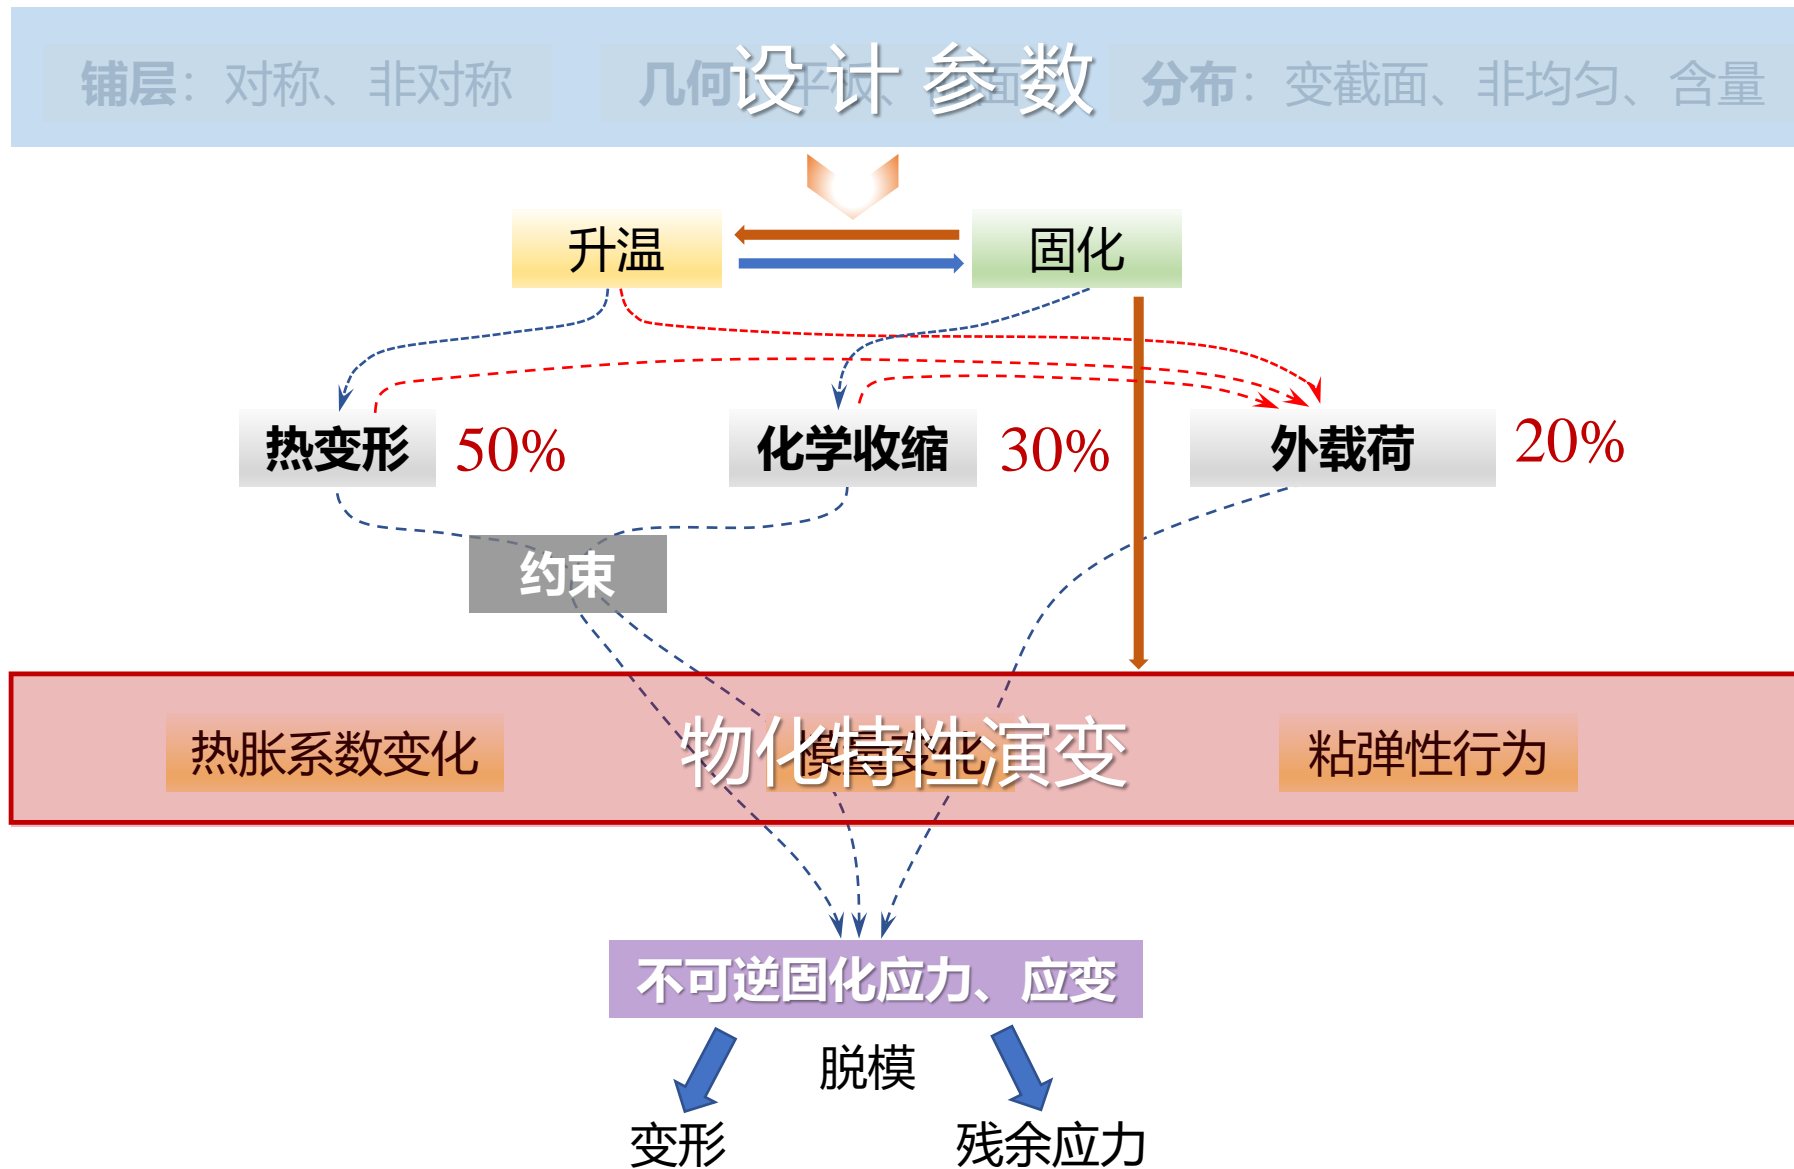 铺层：对称、非对称
几何
设计参数
分布：变截面、非均匀、含量
升温
固化
热变形
50%
化学收缩
30%
外载荷
20%
约束
热胀系数变化
物化特性演变
粘弹性行为
不可逆固化应力、应变
脱模
变形
残余应力